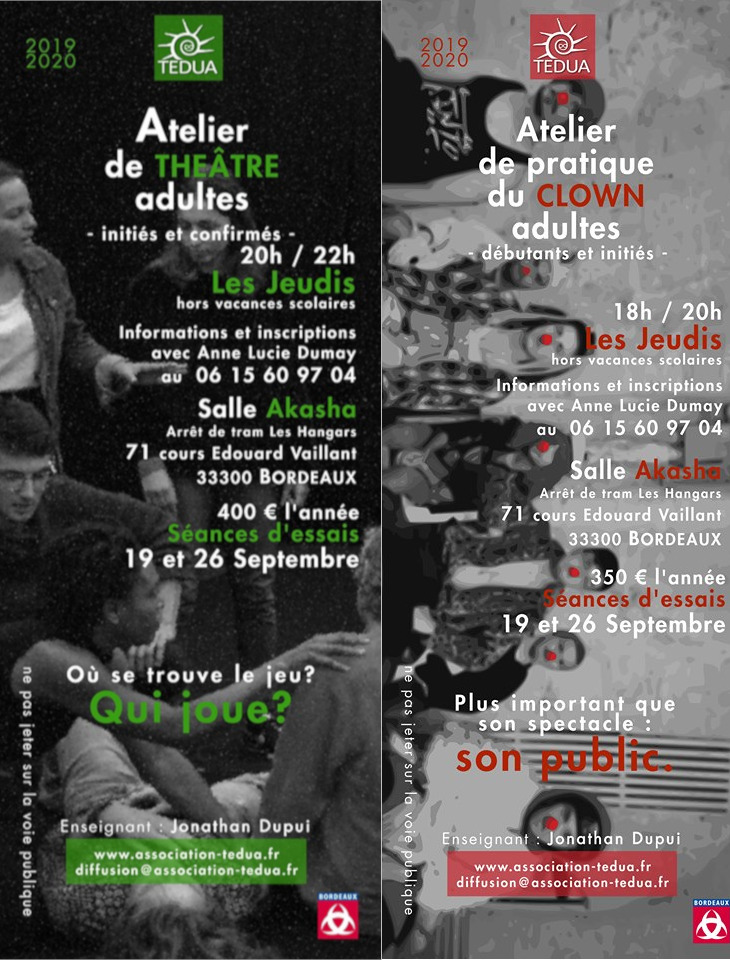 2019
2020
TEDUA
Atelier
de THÉÂTRE
adultes
- initiés et confirmés -
20h / 22h
Les Jeudis
hors vacances scolaires
Informations et inscriptions
avec Anne Lucie Dumay
au 06 15 60 97 04
Salle Akasha
Arrêt de tram Les Hangars
71 cours Edouard Vaillant
33300 BORDEAUX
400 € l'année
Séances d'essais
19 et 26 Septembre
Où se trouve le jeu?
Qui joue?
ne pas jeter sur la voie publique
Enseignant : Jonathan Dupui
www.association-tedua.fr
diffusion@association-tedua.fr
BORDEAUX
2019
2020
TEDUA
Atelier
de pratique
du CLOWN
adultes
- débutants et initiés -
18h / 20h
Les Jeudis
hors vacances scolaires
Informations et inscriptions
avec Anne Lucie Dumay
au 06 15 60 97 04
Salle Akasha
Arrêt de tram Les Hangars
71 cours Edouard Vaillant
33300 BORDEAUX
350 € l'année
Séances d'essais
19 et 26 Septembre
Plus important que
son spectacle :
son public.
ne pas jeter sur la voie publique
Enseignant : Jonathan Dupui
www.association-tedua.fr
diffusion@association-tedua.fr
BORDEAUX